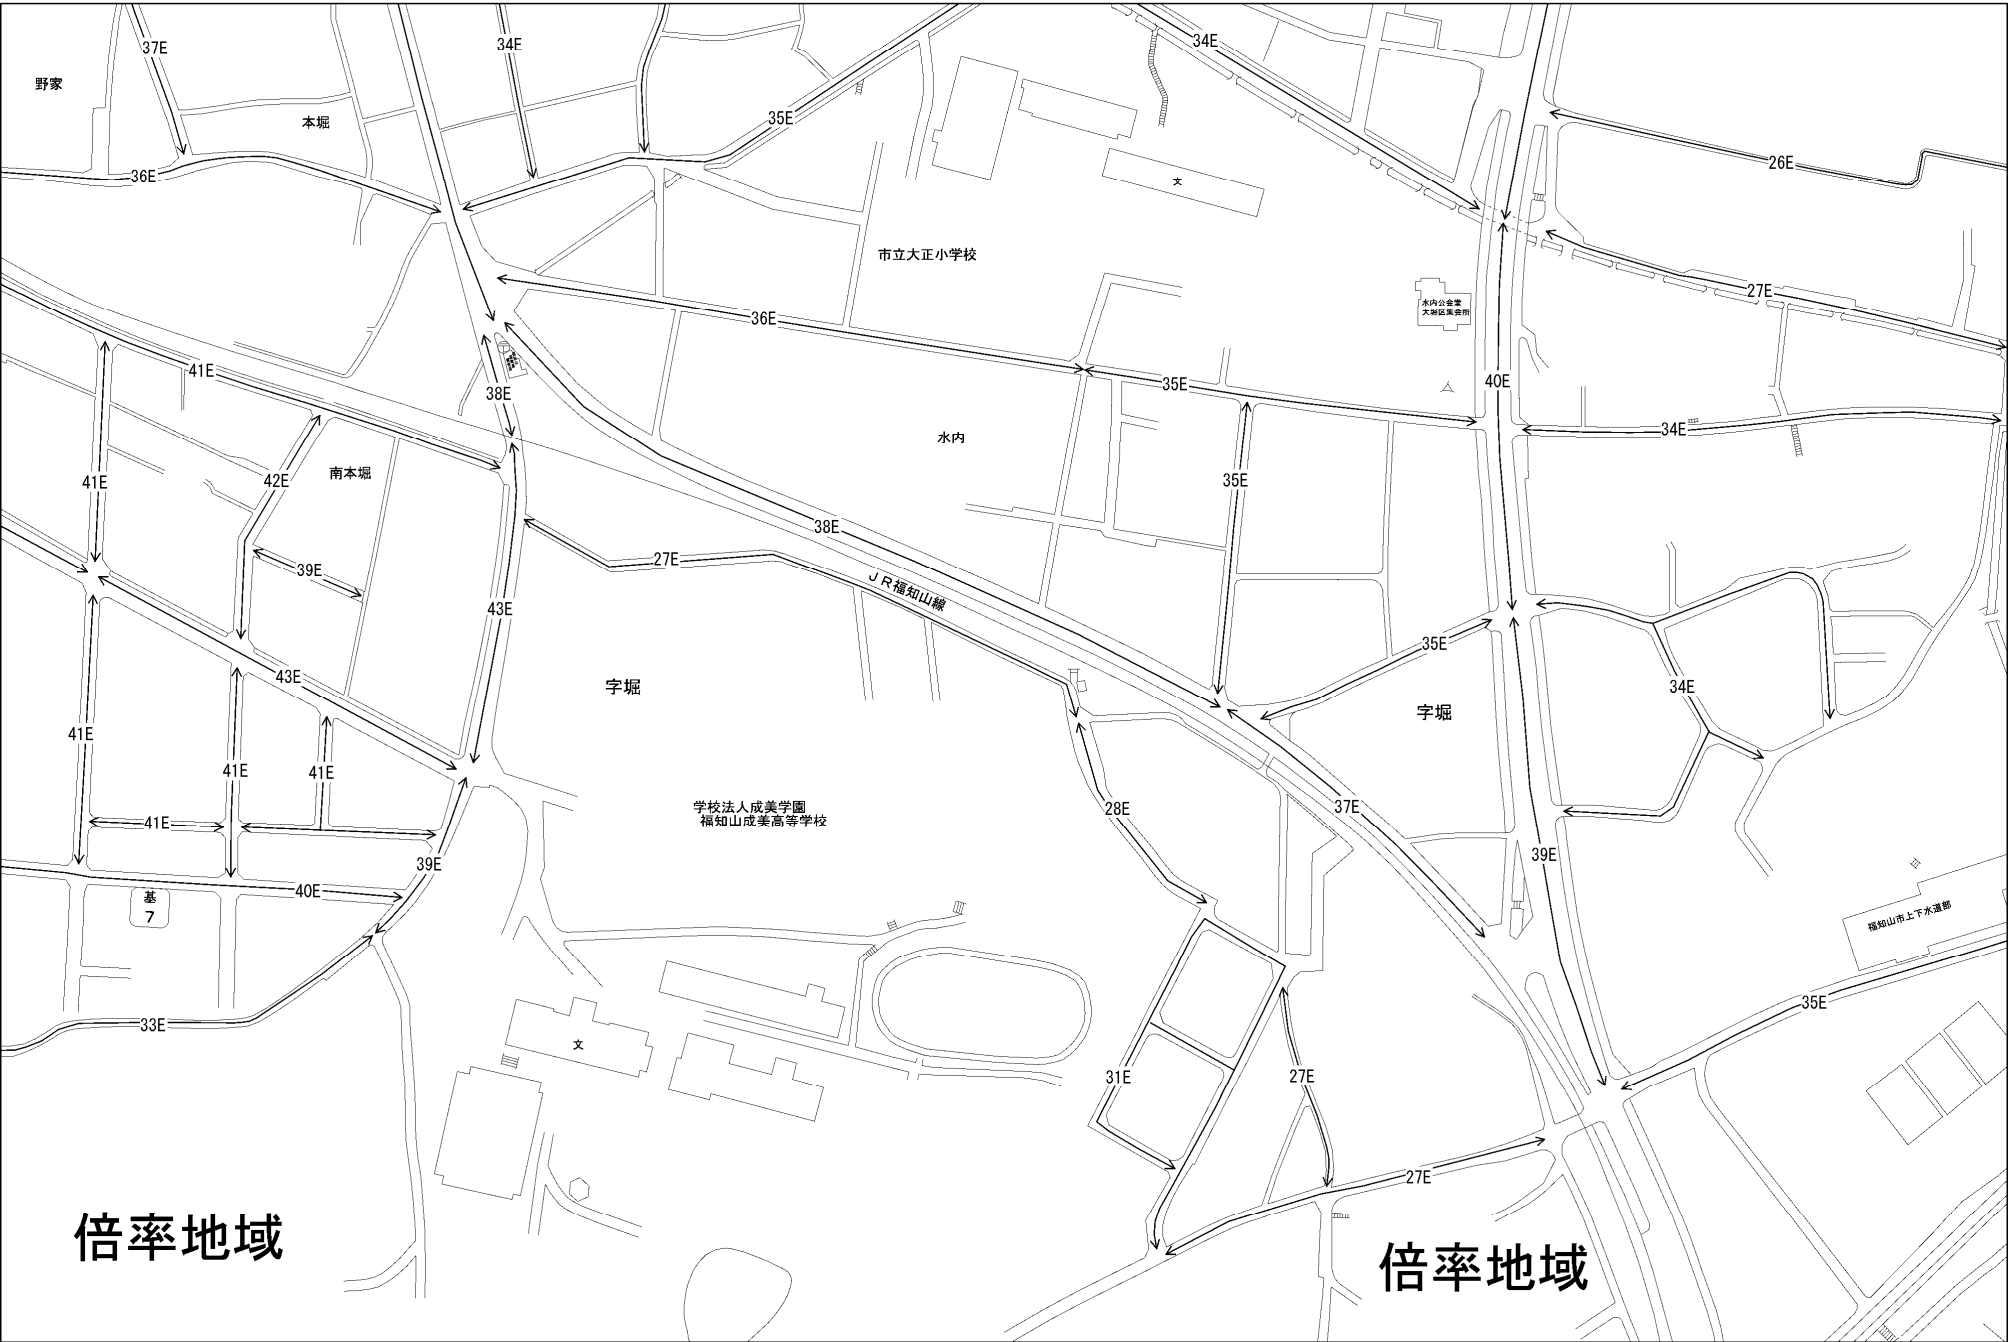 37E
34E
34E
野家
本堀
35E
26E
36E
文
市立大正小学校
27E
水内公会堂
大堀区集会所
36E
41E
38E
35E
40E
34E
水内
南本堀
42E
41E
35E
38E
27E
39E
JR福知山線
43E
35E
43E
字堀
34E
字堀
41E
41E
41E
学校法人成美学園
福知山成美高等学校
28E
37E
41E
39E
39E
40E
基
7
福知山市上下水道部
35E
33E
文
31E
27E
27E
倍率地域
倍率地域